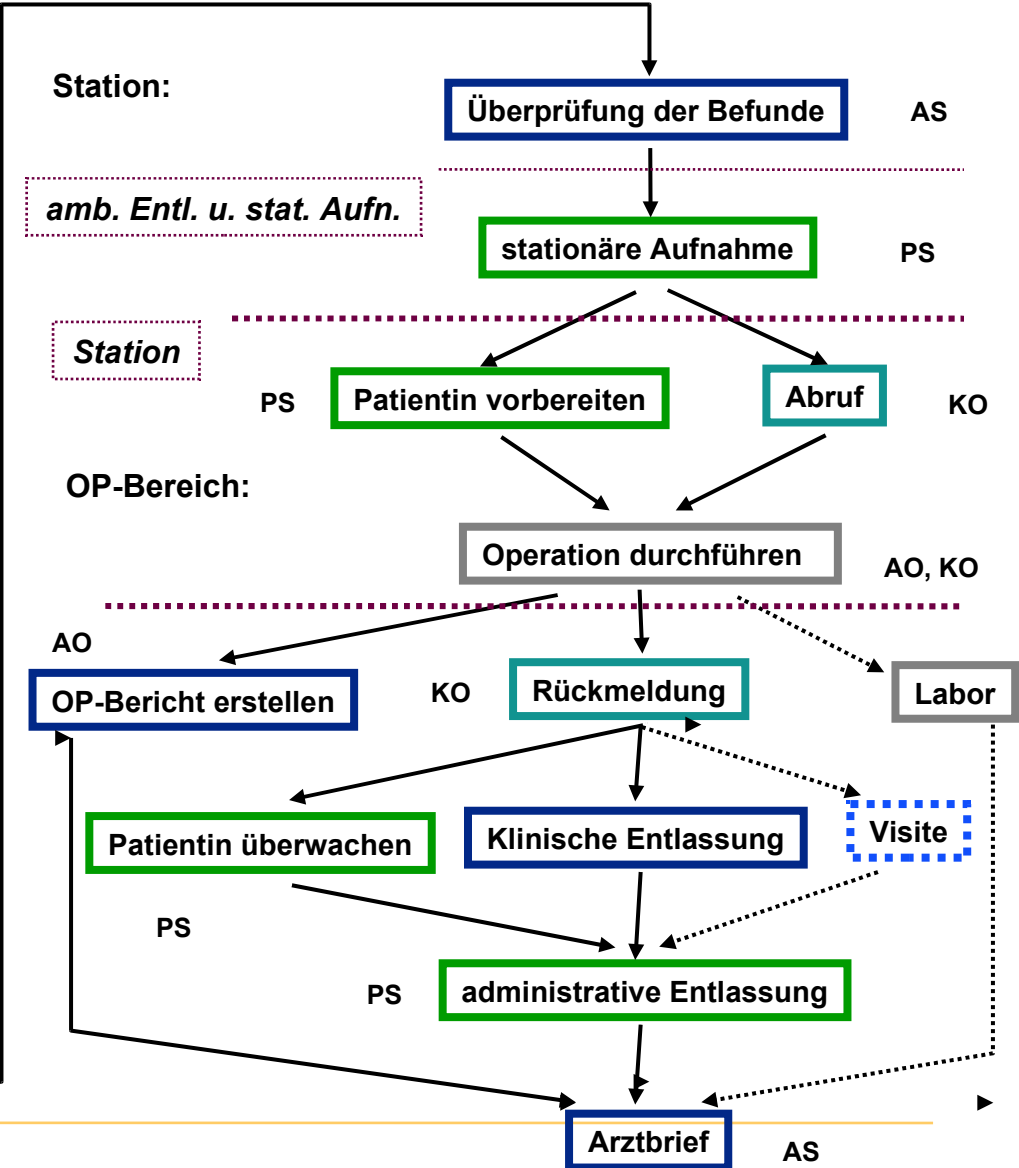 Station:
Überprüfung der Befunde
AS
amb. Entl. u. stat. Aufn.
stationäre Aufnahme
PS
Station
PS
Patientin vorbereiten
Abruf
KO
OP-Bereich:
Operation durchführen
AO, KO
AO
OP-Bericht erstellen
KO
Rückmeldung
Labor
Patientin überwachen
Klinische Entlassung
Visite
PS
PS
administrative Entlassung
Arztbrief
AS